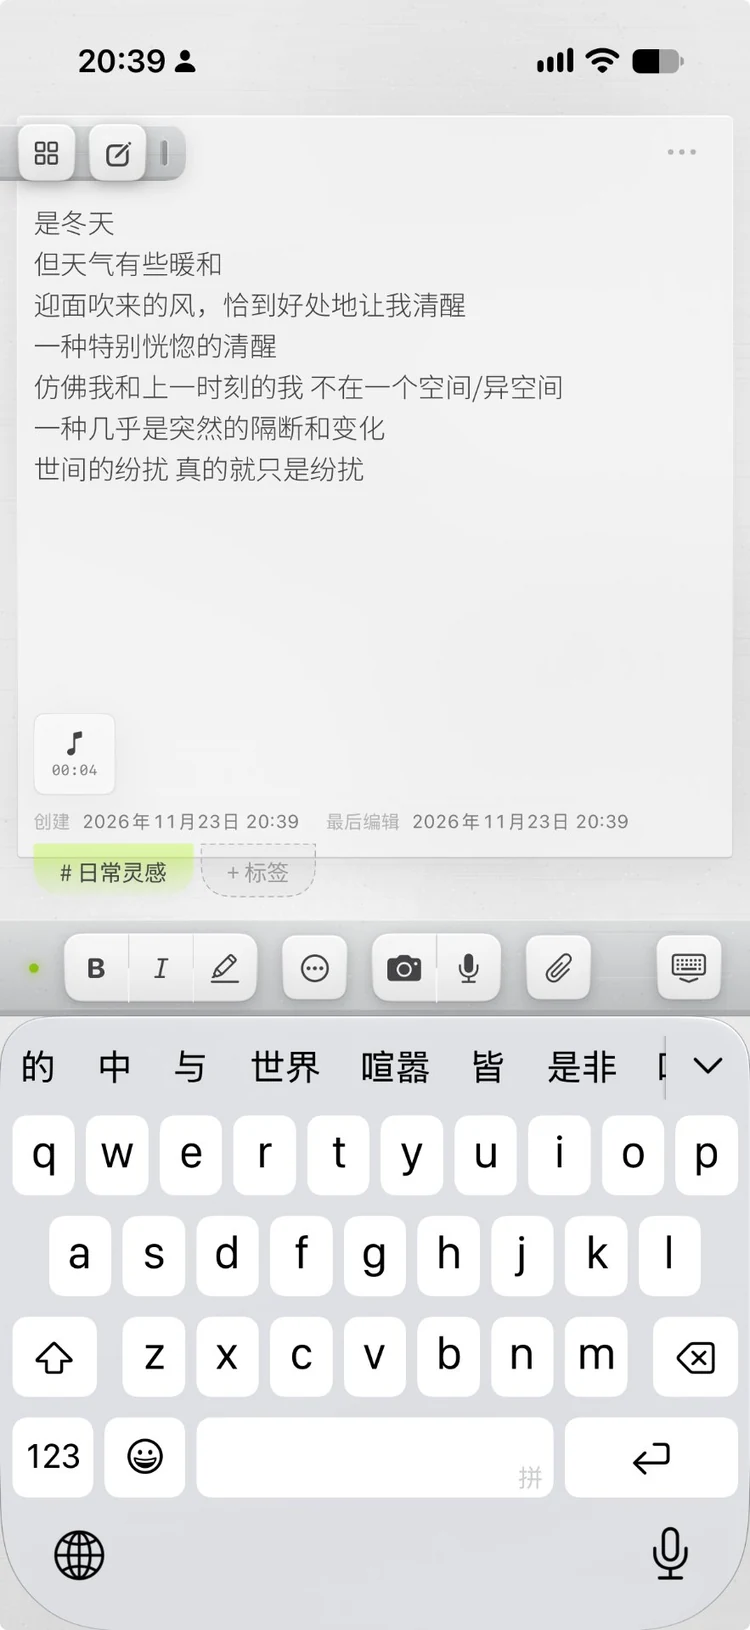 20:39
是冬天
但天气有些暖和
迎面吹来的风，恰到好处地让我清醒
一种特别恍惚的清醒
仿佛我和上一时刻的我 不在一个空间/异空间
一种几乎是突然的隔断和变化
世间的纷扰 真的就只是纷扰
00:04
创建 2026年11月23日 20:39 最后编辑 2026年11月23日 20:39
# 日常灵感 + 标签
B I
的 中 与 世界 喧嚣 皆 是非
q w e r t y u i o p
a s d f g h j k l
z x c v b n m
123 拼